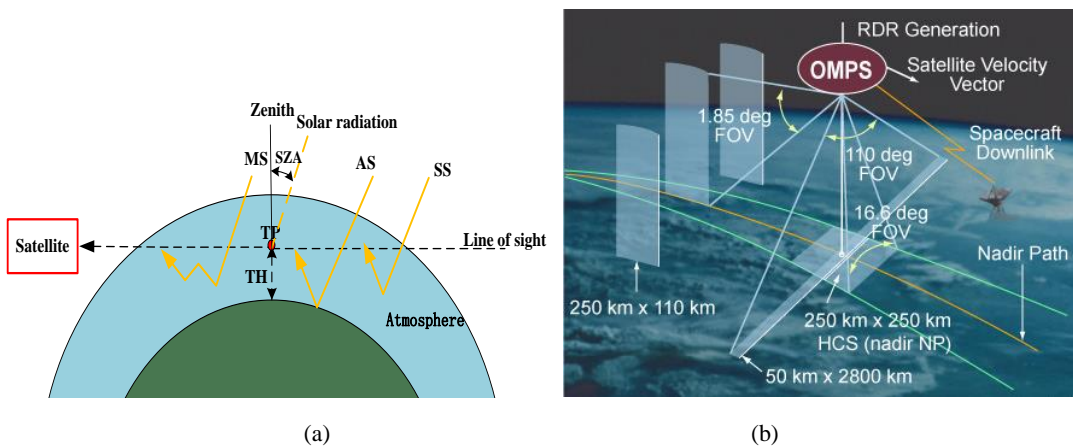 Zenith
Solar radiation
MS
SZA
AS
SS
TP
Satellite
Line of sight
TH
Atmosphere
(a)
RDR Generation
OMPS
Satellite Velocity
Vector
1.85 deg
FOV
110 deg
FOV
Spacecraft
Downlink
16.6 deg
FOV
Nadir Path
250 km x 110 km
250 km x 250 km
HCS (nadir NP)
50 km x 2800 km
(b)